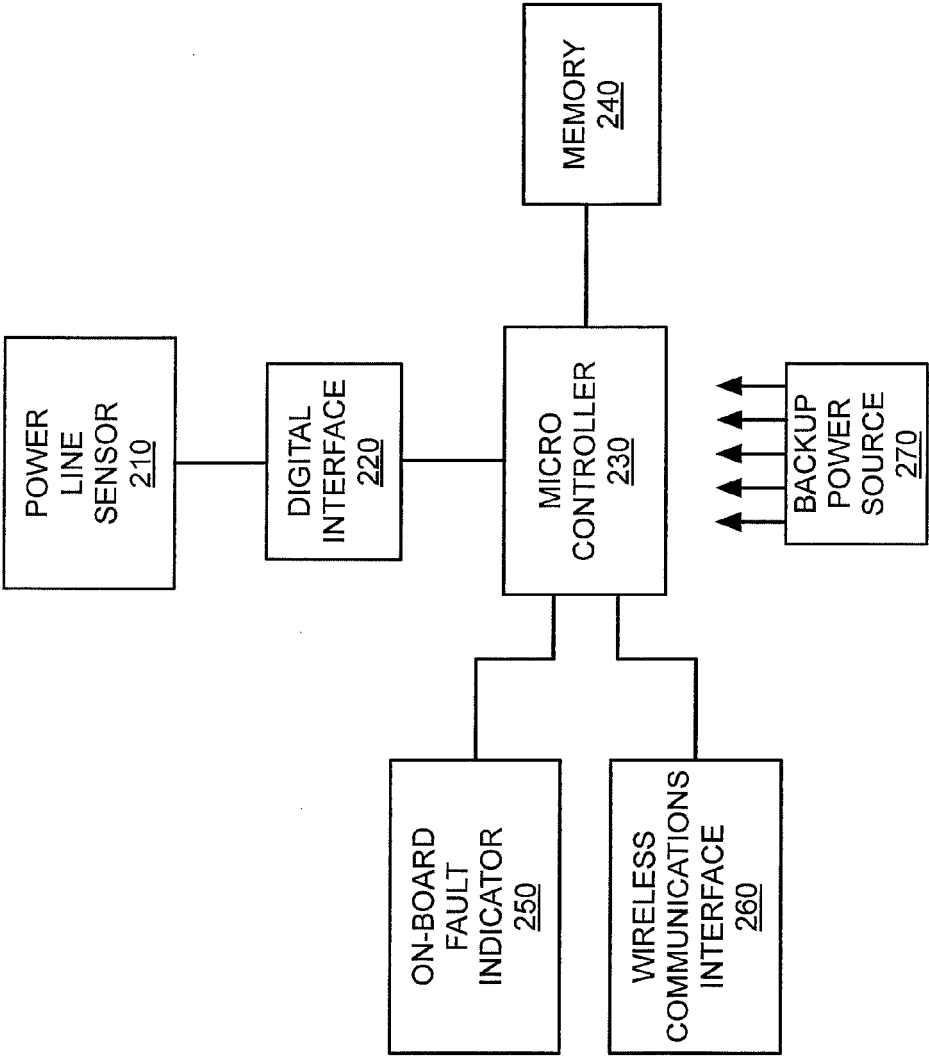 POWER
LINE
SENSOR
210
DIGITAL
INTERFACE
220
MICRO
CONTROLLER
230
MEMORY
240
ON-BOARD
FAULT
INDICATOR
250
WIRELESS
COMMUNICATIONS
INTERFACE
260
BACKUP
POWER
SOURCE
270